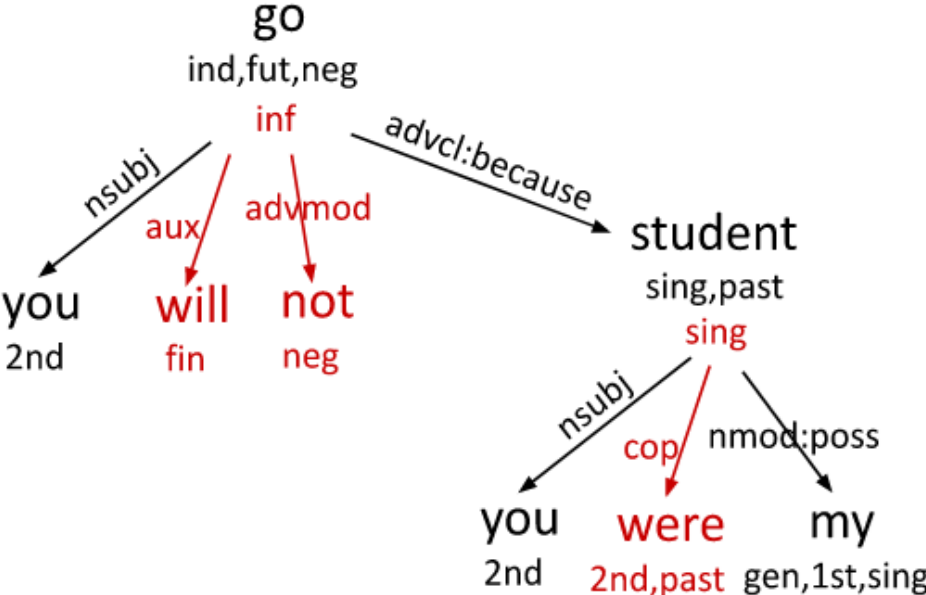 go
ind,fut,neg
inf
nsubj
aux
advmod
advcl:because
you
2nd
will
fin
not
neg
student
sing,past
sing
nsubj
cop
nmod:poss
you
2nd
were
2nd,past
my
gen,1st,sing